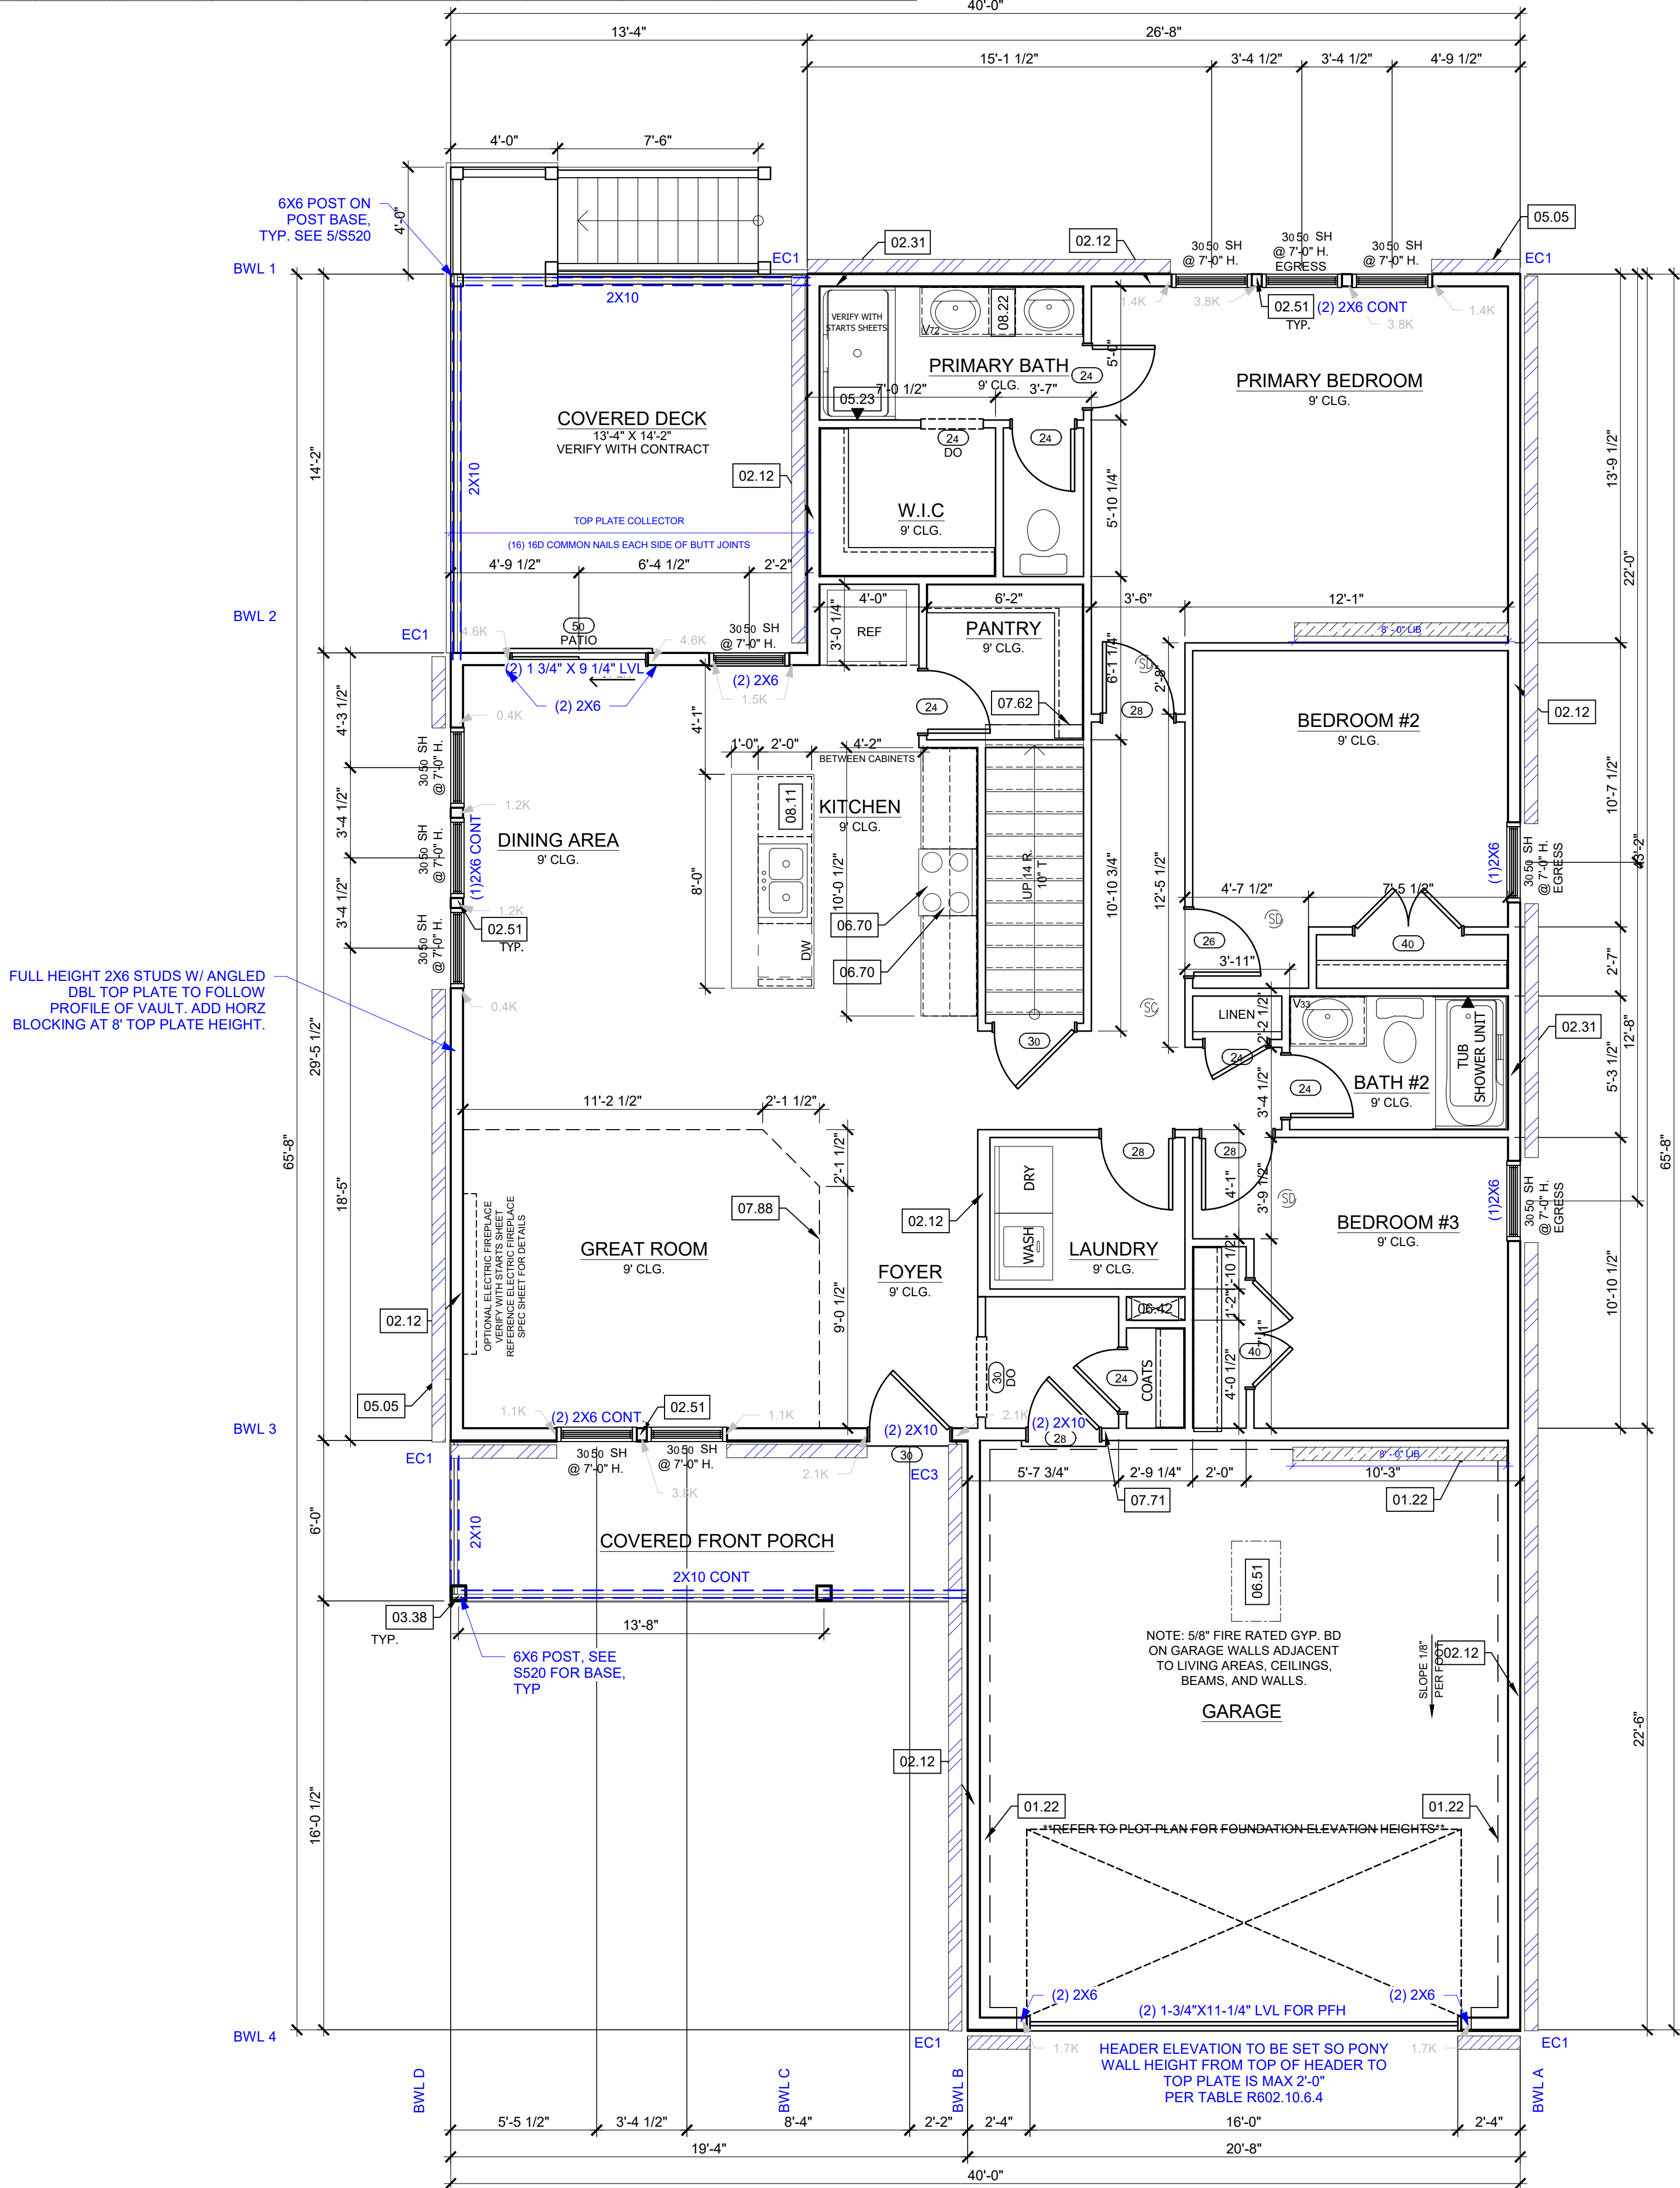 40'-0"
13'-4"
26'-8"
15'-1 1/2"
3'-4 1/2"
3'-4 1/2"
4'-9 1/2"
4'-0"
7'-6"
4'-0"
6X6 POST ON
POST BASE,
TYP. SEE 5/S520
BWL 1
EC1
02.31
02.12
3050 SH
@ 7'-0" H.
3050 SH
@ 7'-0" H.
EGRESS
3050 SH
@ 7'-0" H.
05.05
EC1
2X10
1.4K
3.8K
02.51
TYP.
(2) 2X6 CONT
3.8K
1.4K
VERIFY WITH
STARTS SHEETS
V72
08.22
5'-0"
PRIMARY BATH
9' CLG.
24
PRIMARY BEDROOM
9' CLG.
7'-0 1/2"
3'-7"
05.23
COVERED DECK
13'-4" X 14'-2"
VERIFY WITH CONTRACT
24
DO
24
14'-2"
2X10
02.12
W.I.C
9' CLG.
5'-10 1/4"
13'-9 1/2"
22'-0"
TOP PLATE COLLECTOR
(16) 16D COMMON NAILS EACH SIDE OF BUTT JOINTS
4'-9 1/2"
6'-4 1/2"
2'-2"
4'-0"
6'-2"
3'-6"
12'-1"
BWL 2
EC1
4.6K
50
PATIO
4.6K
3050 SH
@ 7'-0" H.
3'-0 1/4"
REF
PANTRY
9' CLG.
8' - 0" LIB
(2) 1 3/4" X 9 1/4" LVL
(2) 2X6
(2) 2X6
1.5K
6'-1 1/4"
SD
2'-8"
0.4K
4'-3 1/2"
4'-1"
24
07.62
28
BEDROOM #2
9' CLG.
02.12
3050 SH
@ 7'-0" H.
1'-0"
2'-0"
4'-2"
BETWEEN CABINETS
08.11
KITCHEN
9' CLG.
10'-7 1/2"
3'-4 1/2"
1.2K
DINING AREA
9' CLG.
3050 SH
@ 7'-0" H.
(1)2X6 CONT
8'-0"
10'-0 1/2"
UP 14 R.
10" T
10'-10 3/4"
12'-5 1/2"
(1)2X6
3050 SH
@ 7'-0" H.
EGRESS
43'-2"
4'-7 1/2"
7'-5 1/2"
3'-4 1/2"
1.2K
02.51
TYP.
3050 SH
@ 7'-0" H.
DW
06.70
06.70
SD
26
40
3'-11"
2'-7"
FULL HEIGHT 2X6 STUDS W/ ANGLED
DBL TOP PLATE TO FOLLOW
PROFILE OF VAULT. ADD HORZ
BLOCKING AT 8' TOP PLATE HEIGHT.
0.4K
SC
LINEN
2'-2 1/2"
V33
TUB
SHOWER UNIT
02.31
12'-8"
29'-5 1/2"
30
24
24
BATH #2
9' CLG.
3'-4 1/2"
5'-3 1/2"
11'-2 1/2"
2'-1 1/2"
65'-8"
65'-8"
2'-1 1/2"
DRY
28
28
4'-1"
3'-9 1/2"
SD
18'-5"
07.88
02.12
WASH
LAUNDRY
9' CLG.
BEDROOM #3
9' CLG.
(1)2X6
3050 SH
@ 7'-0" H.
EGRESS
OPTIONAL ELECTRIC FIREPLACE
VERIFY WITH STARTS SHEET
REFERENCE ELECTRIC FIREPLACE
SPEC SHEET FOR DETAILS
GREAT ROOM
9' CLG.
FOYER
9' CLG.
06.42
1'-2"
10'-10 1/2"
02.12
9'-0 1/2"
30
DO
24
COATS
40
4'-0 1/2"
05.05
1.1K
(2) 2X6 CONT.
02.51
1.1K
2.1K
(2) 2X10
(2) 2X10
28
BWL 3
EC1
3050 SH
@ 7'-0" H.
3050 SH
@ 7'-0" H.
30
2.1K
EC3
8' - 0" LIB
5'-7 3/4"
2'-9 1/4"
2'-0"
10'-3"
3.8K
07.71
01.22
6'-0"
2X10
COVERED FRONT PORCH
2X10 CONT
06.51
03.38
TYP.
13'-8"
6X6 POST, SEE
S520 FOR BASE,
TYP
NOTE: 5/8" FIRE RATED GYP. BD
ON GARAGE WALLS ADJACENT
TO LIVING AREAS, CEILINGS,
BEAMS, AND WALLS.
SLOPE 1/8"
PER FOOT
02.12
GARAGE
22'-6"
02.12
16'-0 1/2"
01.22
01.22
**REFER TO PLOT PLAN FOR FOUNDATION ELEVATION HEIGHTS**
(2) 2X6
(2) 2X6
(2) 1-3/4"X11-1/4" LVL FOR PFH
BWL 4
EC1
1.7K
HEADER ELEVATION TO BE SET SO PONY
WALL HEIGHT FROM TOP OF HEADER TO
TOP PLATE IS MAX 2'-0"
PER TABLE R602.10.6.4
1.7K
EC1
BWL D
BWL C
BWL B
BWL A
5'-5 1/2"
3'-4 1/2"
8'-4"
2'-2"
2'-4"
16'-0"
2'-4"
19'-4"
20'-8"
40'-0"